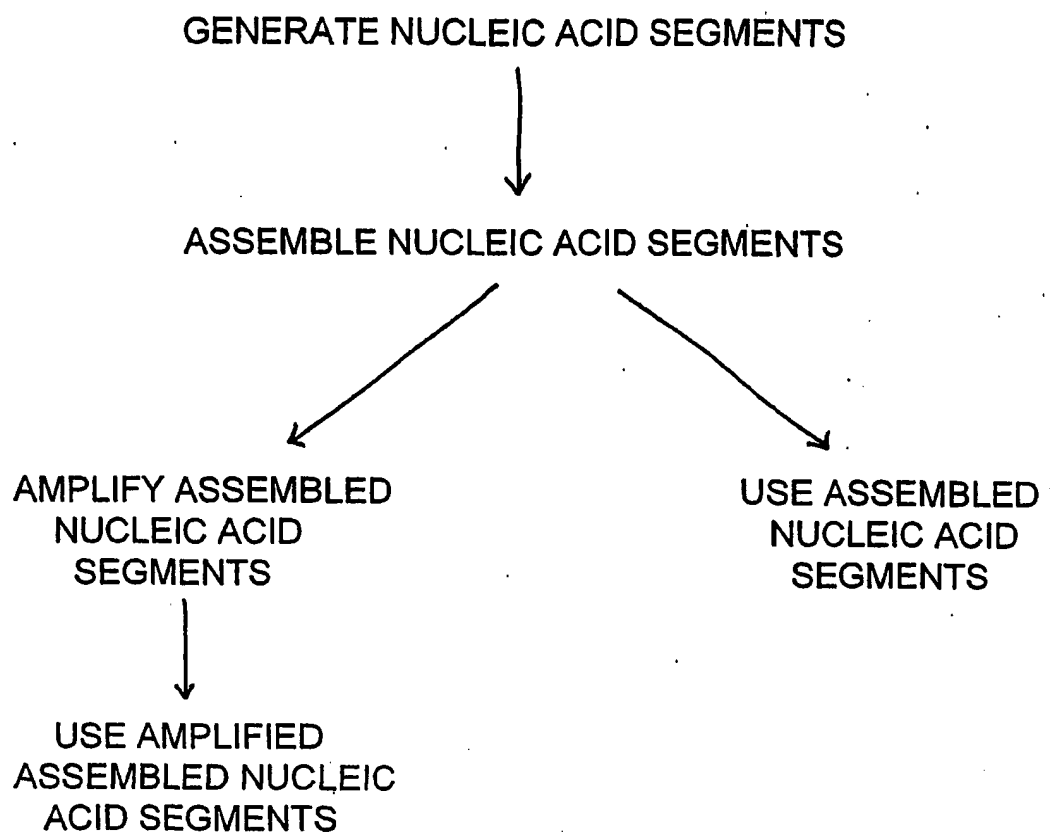 GENERATE NUCLEIC ACID SEGMENTS
ASSEMBLE NUCLEIC ACID SEGMENTS
AMPLIFY ASSEMBLED
NUCLEIC ACID
SEGMENTS
USE ASSEMBLED
NUCLEIC ACID
SEGMENTS
USE AMPLIFIED
ASSEMBLED NUCLEIC
ACID SEGMENTS